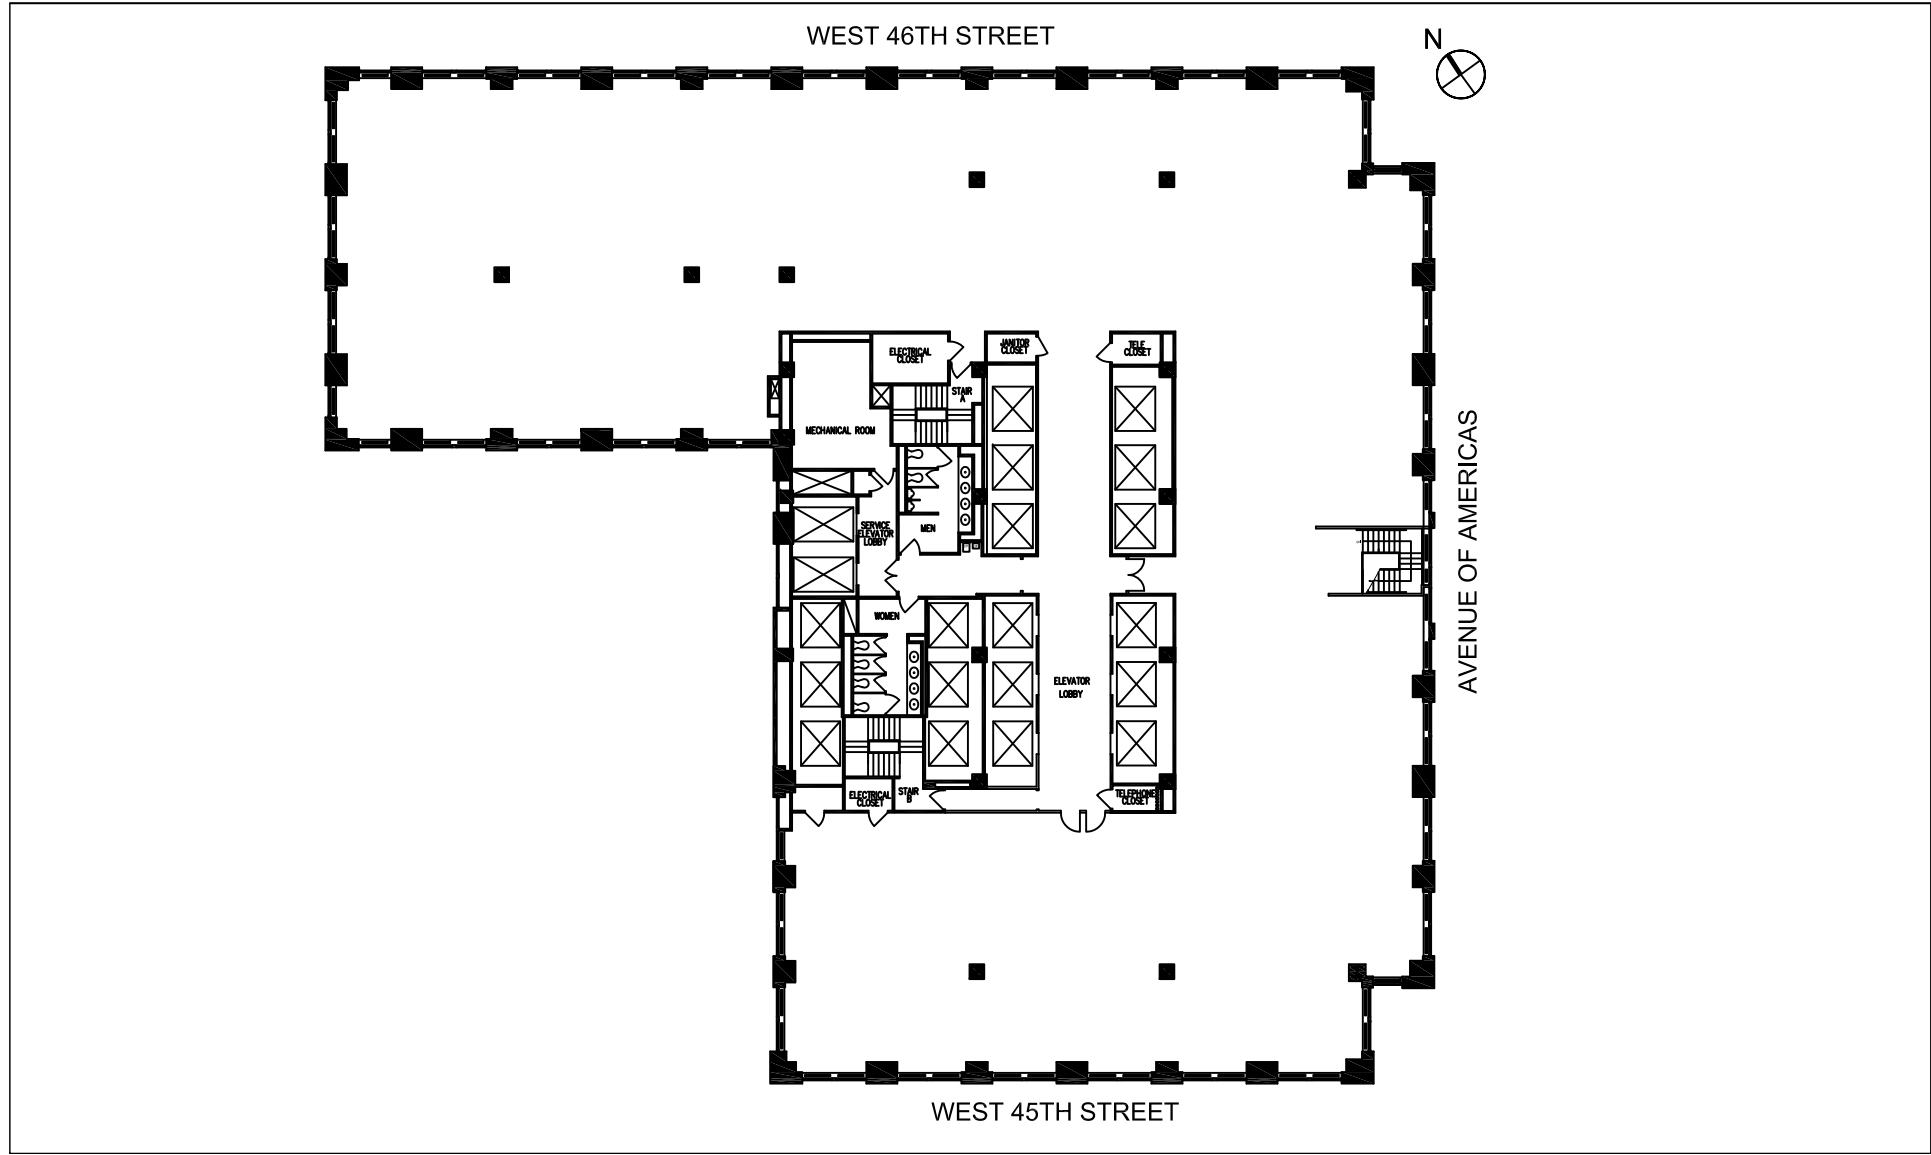 WEST 46TH STREET
N
ELECTRICAL
CLOSET
JANITOR
CLOSET
TELE
CLOSET
STAIR
A
MECHANICAL ROOM
SERVICE
ELEVATOR
LOBBY
MEN
WOMEN
ELEVATOR
LOBBY
ELECTRICAL
CLOSET
STAIR
B
TELEPHONE
CLOSET
AVENUE OF AMERICAS
WEST 45TH STREET